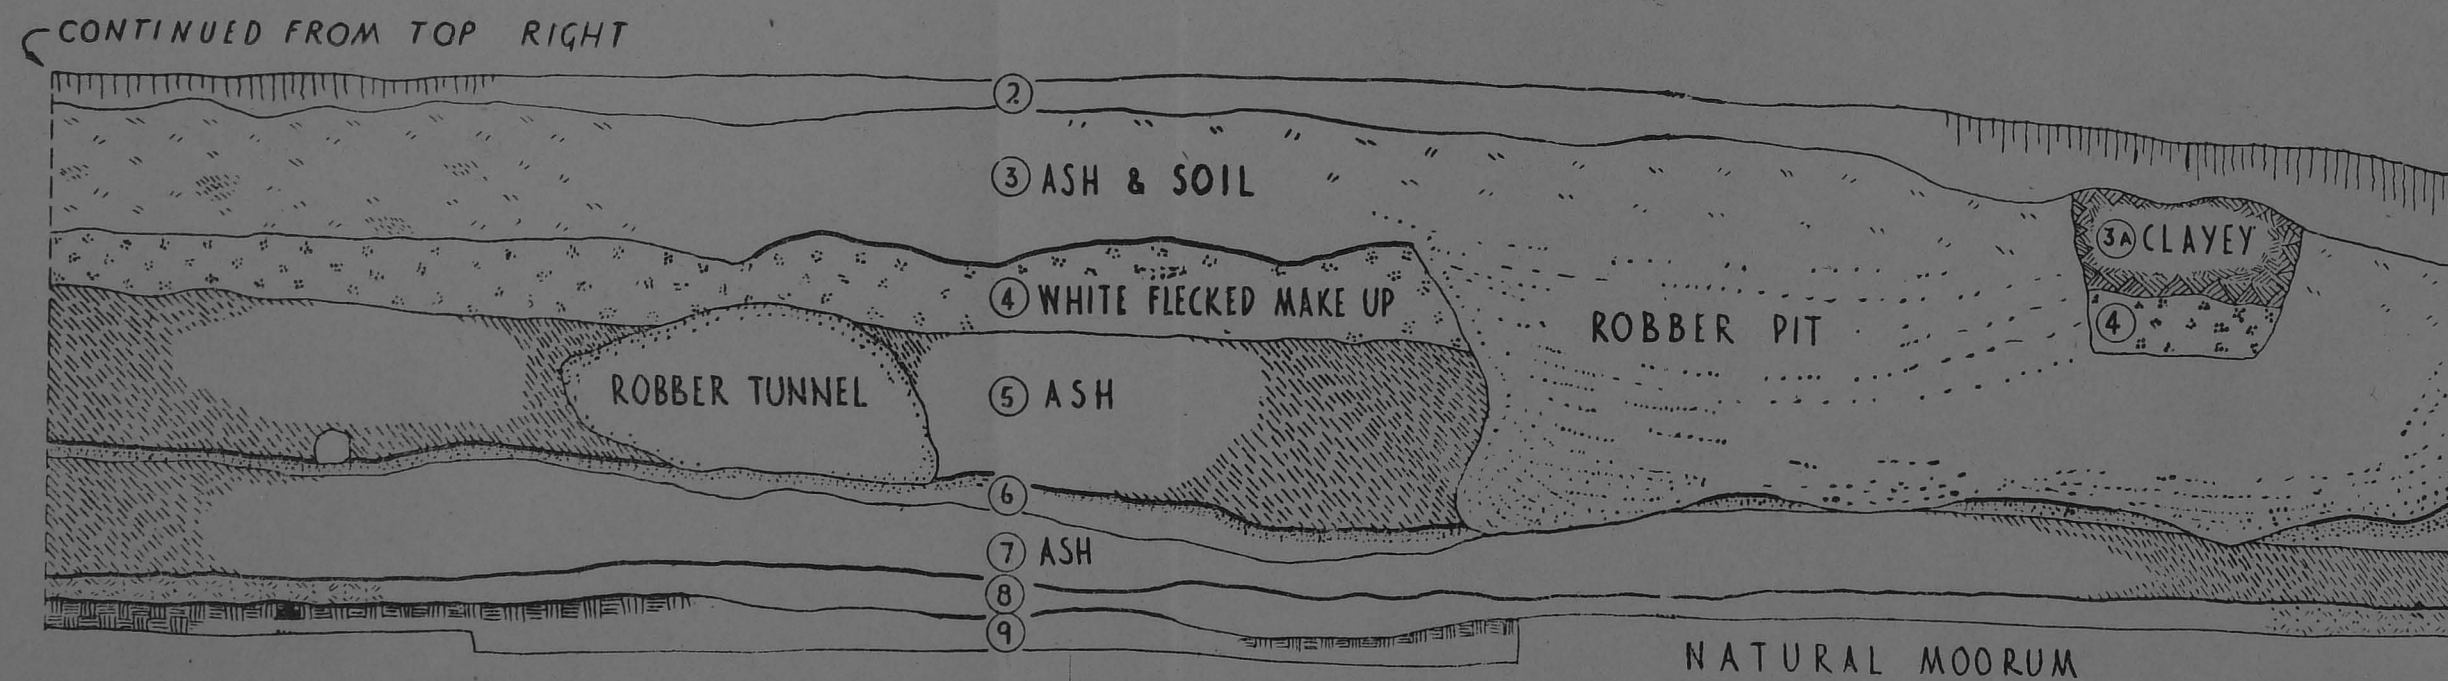 CONTINUED FROM TOP RIGHT
2
3 ASH & SOIL
3A CLAYEY
4 WHITE FLECKED MAKE UP
4
ROBBER PIT
ROBBER TUNNEL
5 ASH
6
7 ASH
8
9
NATURAL MOORUM